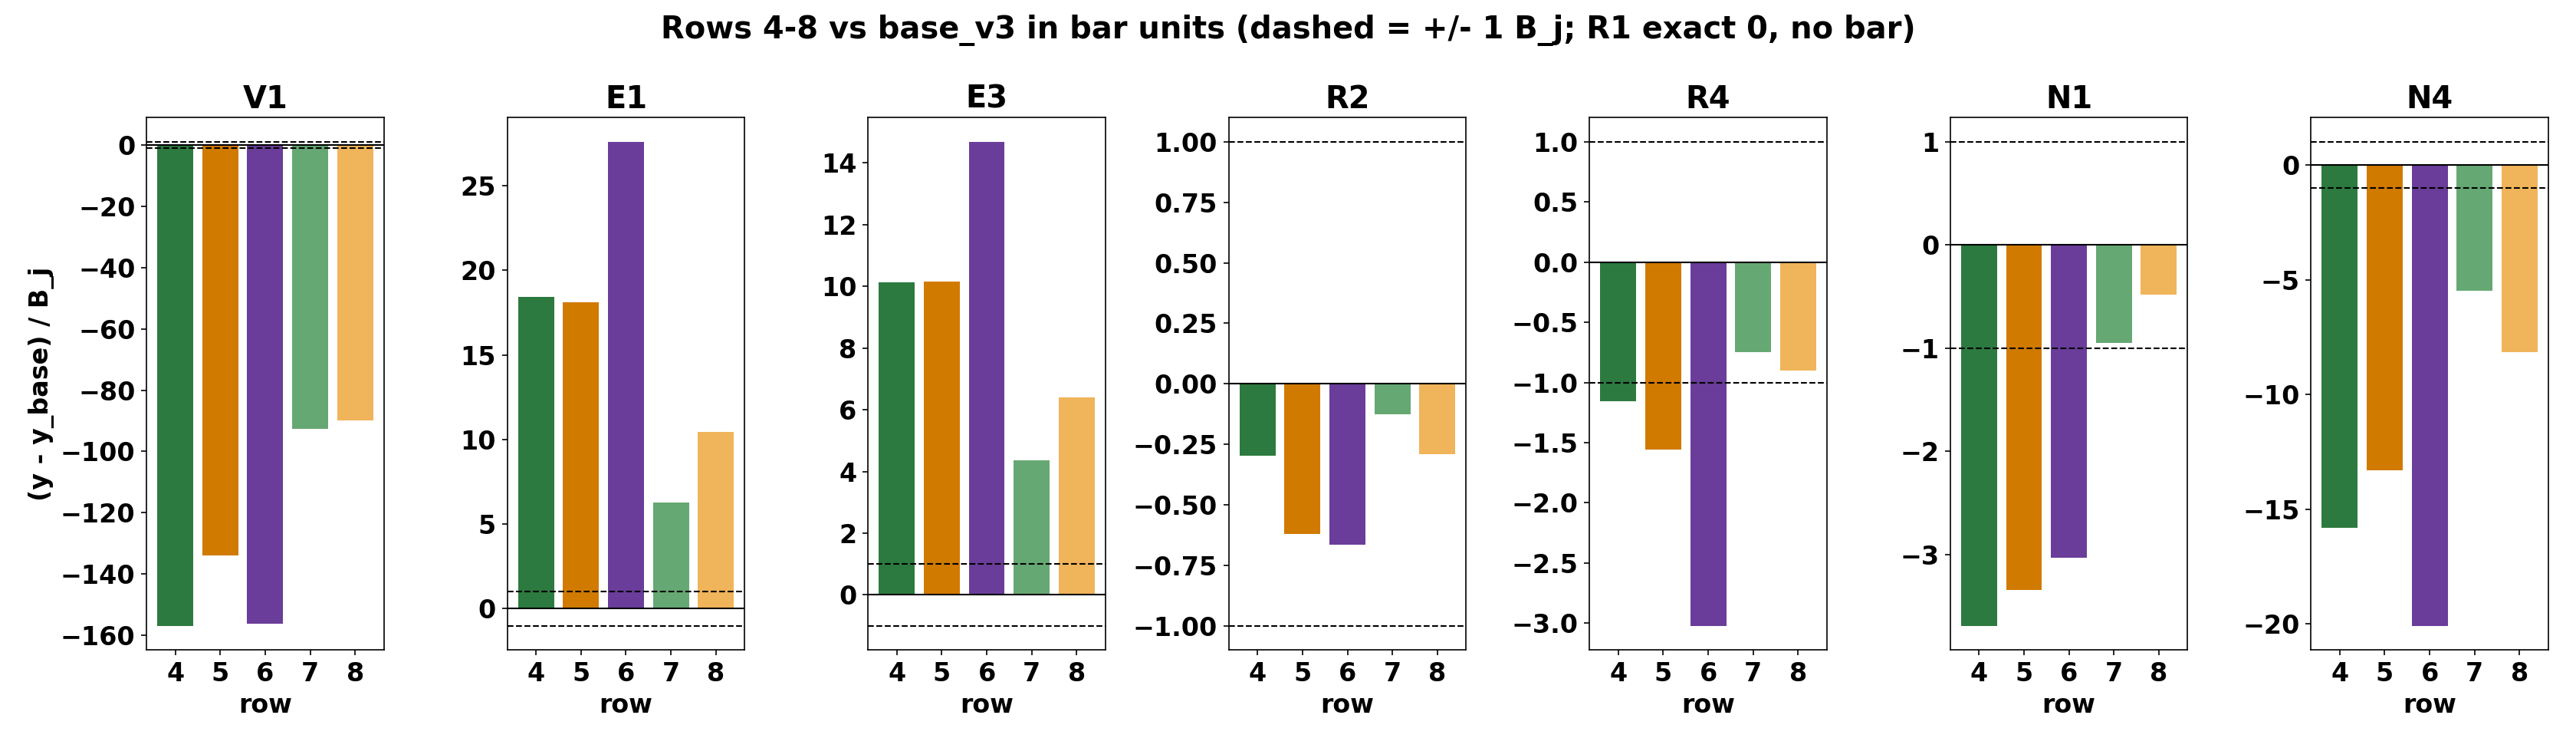 Rows 4-8 vs base_v3 in bar units (dashed = +/- 1 B_j; R1 exact 0, no bar)
(y - y_base) / B_j
V1
0
0
−20
−40
−60
−80
−100
−120
−140
−160
4 5 6 7 8
row
E1
25
20
15
10
5
0
4 5 6 7 8
row
E3
14
12
10
8
6
4
2
0
4 5 6 7 8
row
R2
1.00
0.75
0.50
0.25
0.00
−0.25
−0.50
−0.75
−1.00
4 5 6 7 8
row
R4
1.0
0.5
0.0
−0.5
−1.0
−1.5
−2.0
−2.5
−3.0
4 5 6 7 8
row
N1
1
0
−1
−2
−3
4 5 6 7 8
row
N4
0
−5
−10
−15
−20
4 5 6 7 8
row